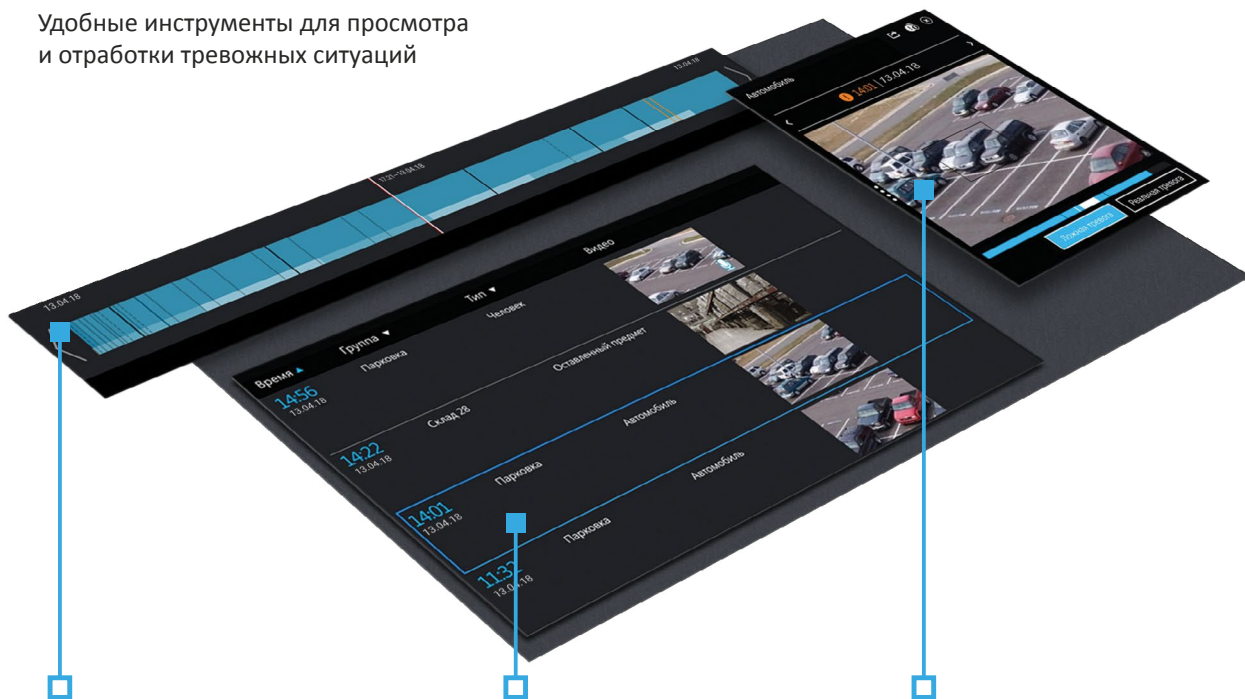 Удобные инструменты для просмотра
и отработки тревожных ситуаций
13.04.18
13.04.18
Автомобиль
14:01 | 13.04.18
Ложная тревога
Реальная тревога
Время Группа Тип Видео
14:56 Парковка Человек
13.04.18
14:22 Склад 28 Оставленный предмет
13.04.18
14:01 Парковка Автомобиль
13.04.18
11:32 Парковка Автомобиль
13.04.18